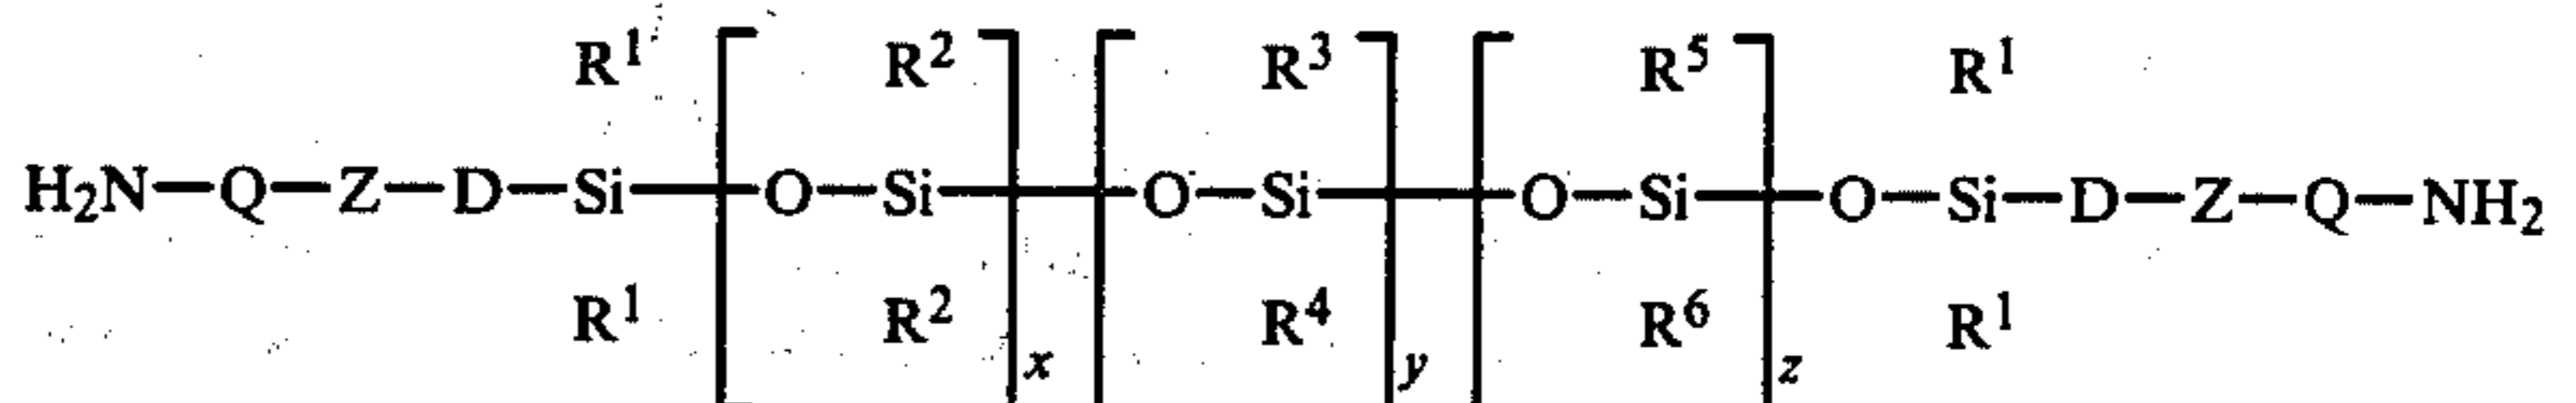 R¹ R² R³ R⁵ R¹
H₂N—Q—Z—D—Si—[O—Si—]—[O—Si—]—[O—Si—]—O—Si—D—Z—Q—NH₂
R¹ R² R⁴ R⁶ R¹
x y z